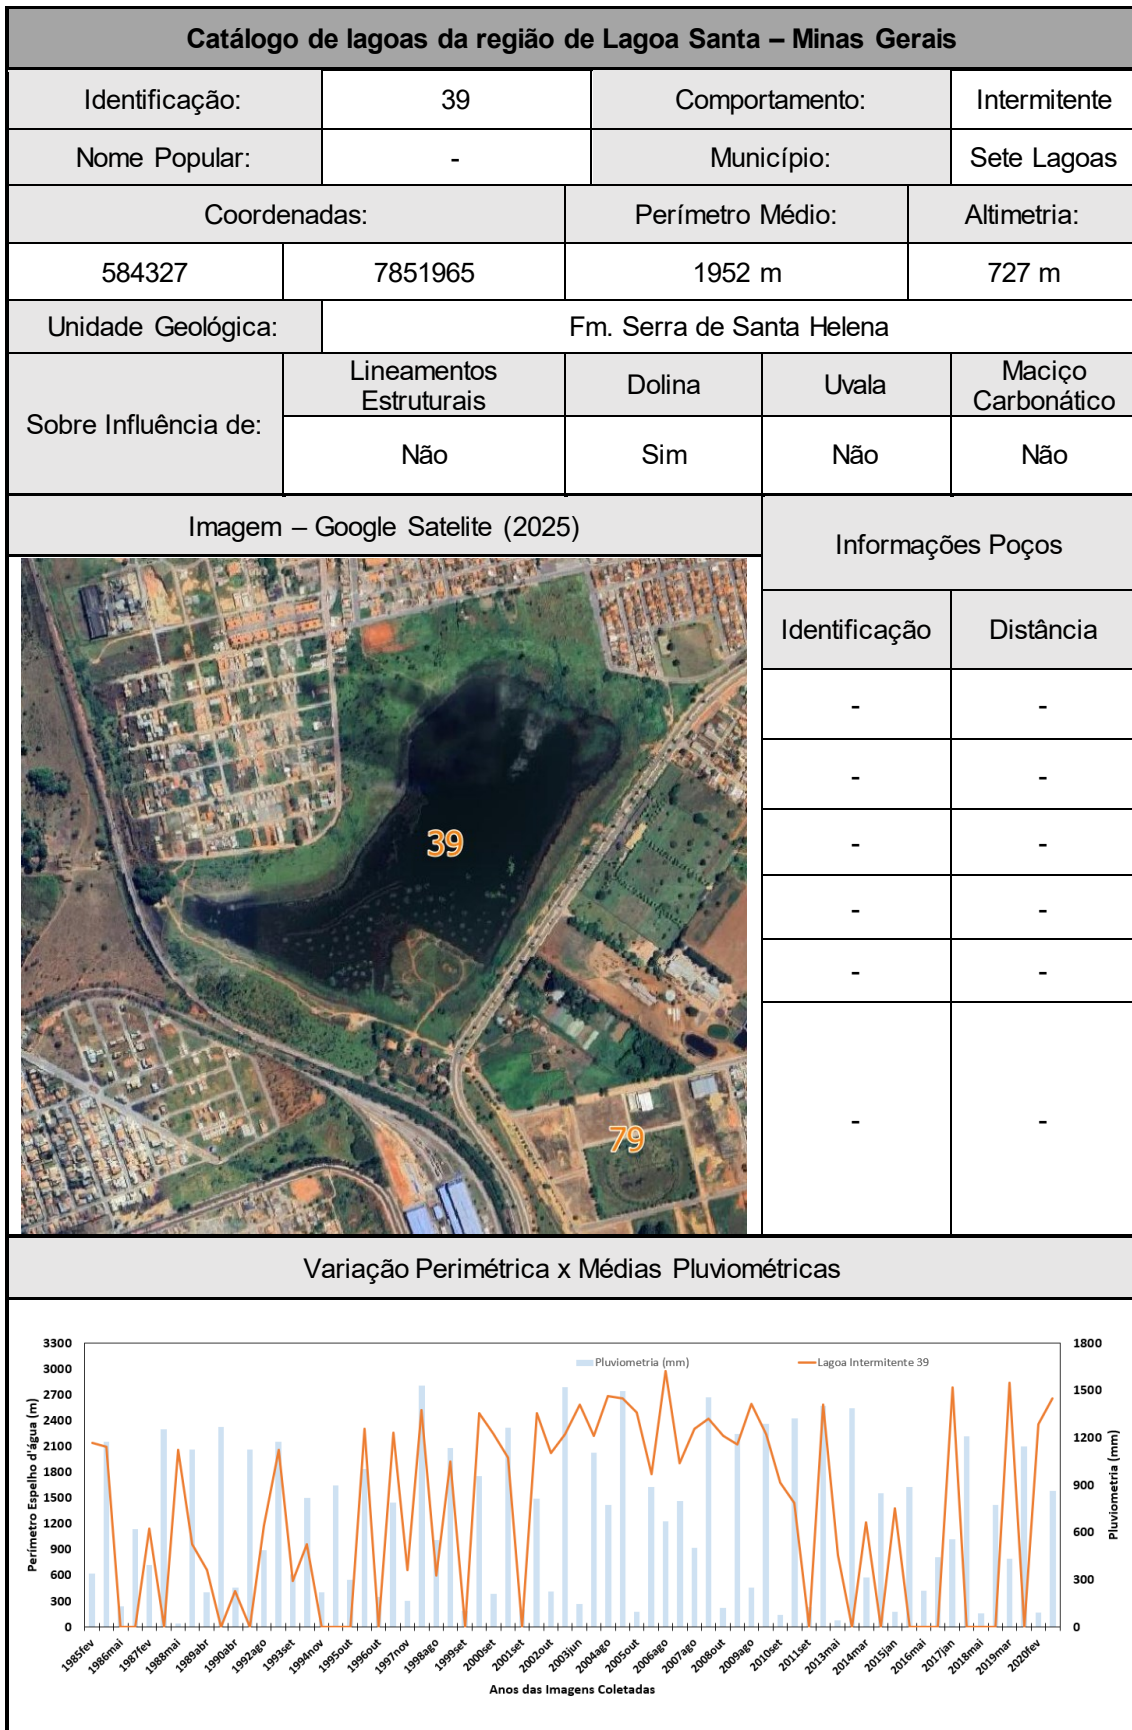 Catálogo de lagoas da região de Lagoa Santa – Minas Gerais
Identificação: 39 Comportamento: Intermitente
Nome Popular: - Município: Sete Lagoas
Coordenadas: Perímetro Médio: Altimetria:
584327 7851965 1952 m 727 m
Unidade Geológica: Fm. Serra de Santa Helena
Sobre Influência de:
Lineamentos Estruturais Dolina Uvala Maciço Carbonático
Não Sim Não Não
Imagem – Google Satelite (2025)
Informações Poços
Identificação Distância
- -
- -
- -
- -
- -
- -
39
79
Variação Perimétrica x Médias Pluviométricas
Perímetro Espelho d'água (m)
3300
3000
2700
2400
2100
1800
1500
1200
900
600
300
0
Pluviometria (mm) Lagoa Intermitente 39
1800
1500
1200
900
600
300
0
Pluviometria (mm)
1985fev 1986mai 1987fev 1988mai 1989abr 1990abr 1992ago 1993set 1994nov 1995out 1996out 1997nov 1998ago 1999set 2000set 2001set 2002out 2003jun 2004ago 2005out 2006ago 2007ago 2008out 2009ago 2010set 2011set 2013mai 2014mar 2015jan 2016mai 2017jan 2018mai 2019mar 2020fev
Anos das Imagens Coletadas